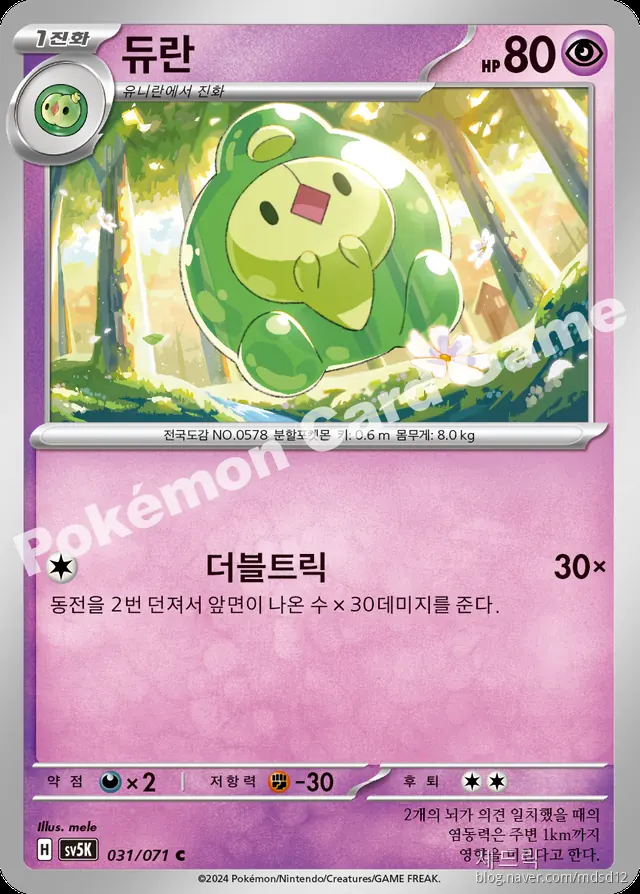 1진화
듀란
HP 80
유니란에서 진화
전국도감 NO.0578 분할포켓몬 키: 0.6 m 몸무게: 8.0 kg
Pokémon Card Game
더블트릭 30×
동전을 2번 던져서 앞면이 나온 수 × 30데미지를 준다.
약점 ×2 저항력 -30 후퇴
2개의 뇌가 의견 일치했을 때의
염동력은 주변 1km까지
영향을 끼친다고 한다.
Illus. mele
H sv5K 031/071 C
©2024 Pokémon/Nintendo/Creatures/GAME FREAK.
blog.naver.com/mdsd12